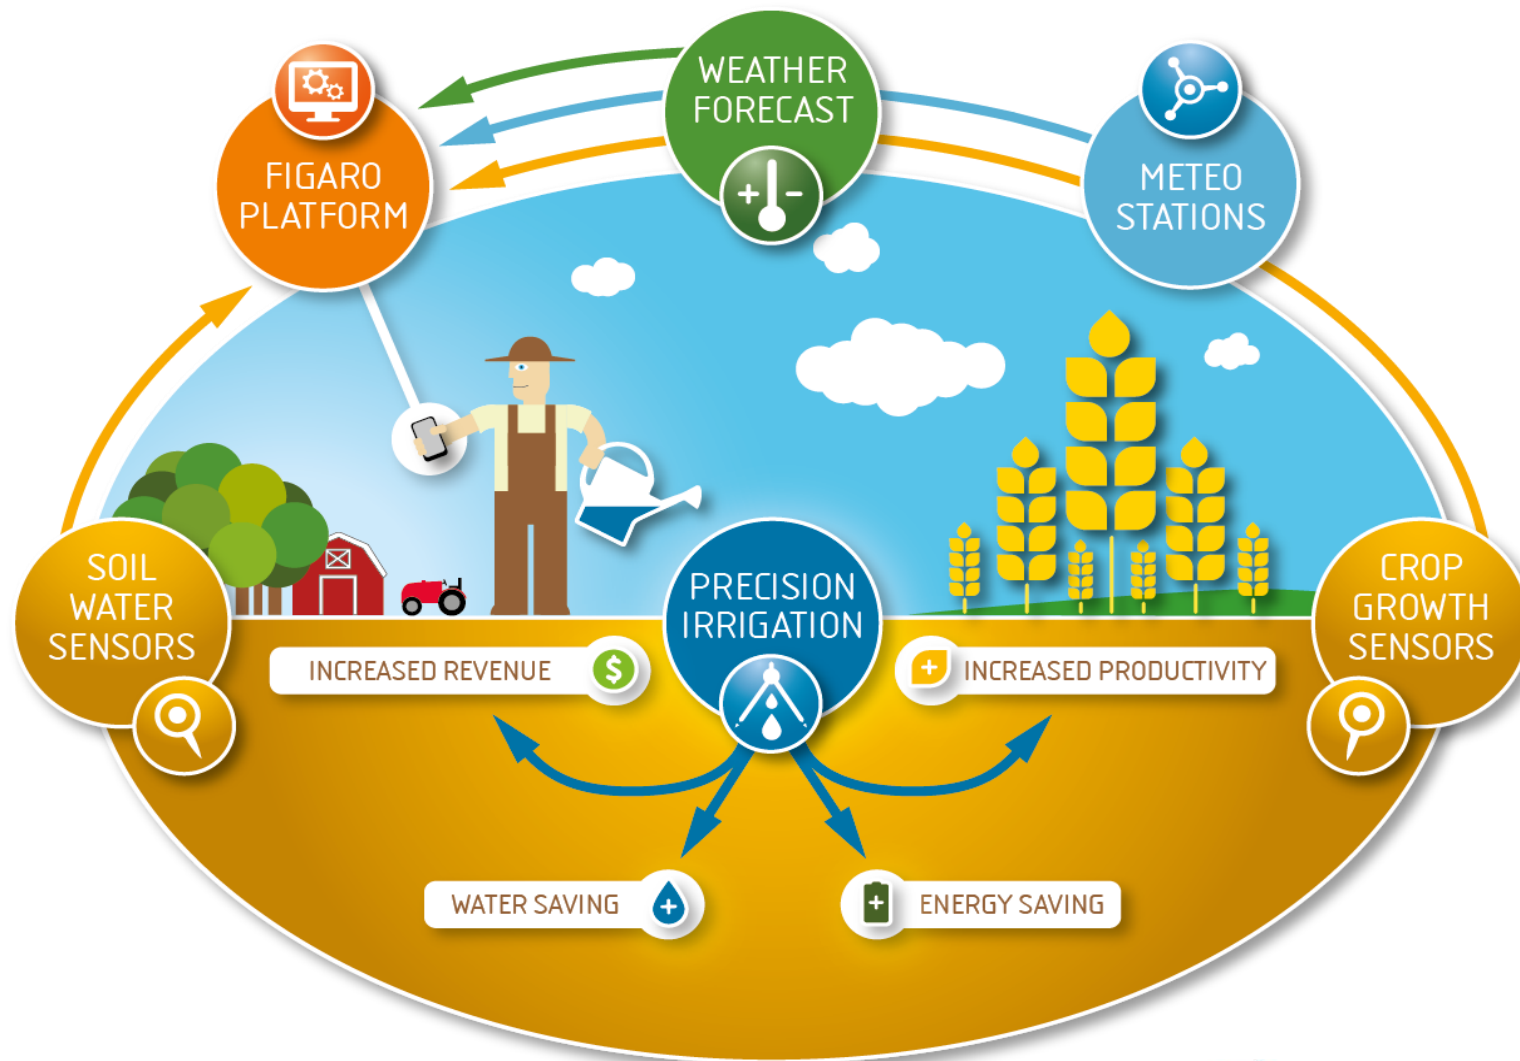 WEATHER
FORECAST
FIGARO
PLATFORM
METEO
STATIONS
SOIL
WATER
SENSORS
PRECISION
IRRIGATION
CROP
GROWTH
SENSORS
INCREASED REVENUE
INCREASED PRODUCTIVITY
WATER SAVING
ENERGY SAVING